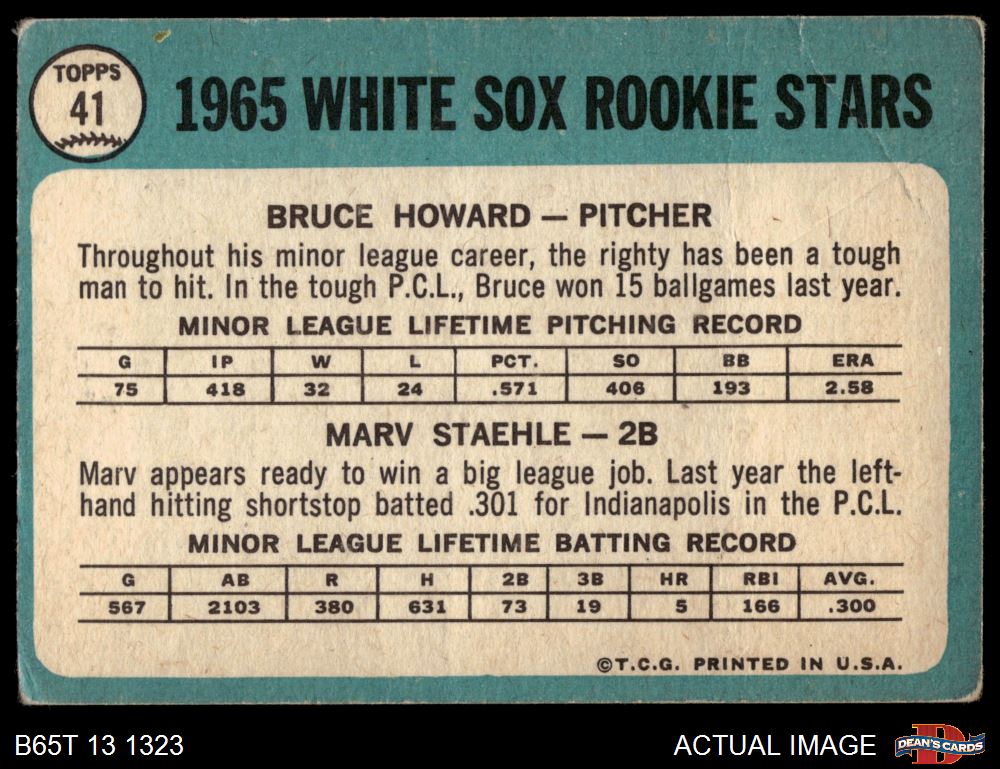 TOPPS
41
1965 WHITE SOX ROOKIE STARS
BRUCE HOWARD — PITCHER
Throughout his minor league career, the righty has been a tough
man to hit. In the tough P.C.L., Bruce won 15 ballgames last year.
MINOR LEAGUE LIFETIME PITCHING RECORD
G IP W L PCT. SO BB ERA
75 418 32 24 .571 406 193 2.58
MARV STAEHLE — 2B
Marv appears ready to win a big league job. Last year the left-
hand hitting shortstop batted .301 for Indianapolis in the P.C.L.
MINOR LEAGUE LIFETIME BATTING RECORD
G AB R H 2B 3B HR RBI AVG.
567 2103 380 631 73 19 5 166 .300
©T.C.G. PRINTED IN U.S.A.
B65T 13 1323
ACTUAL IMAGE
DEAN'S CARDS